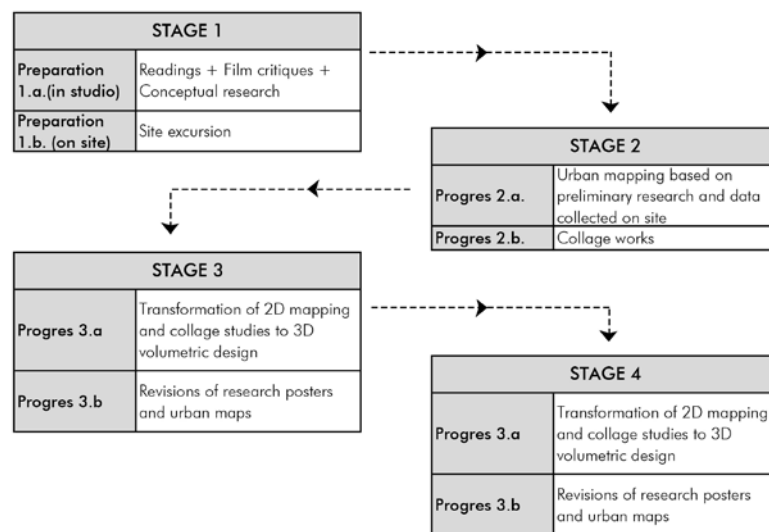 STAGE 1
Preparation
1.a.(in studio)
Readings + Film critiques +
Conceptual research
Preparation
1.b. (on site)
Site excursion
STAGE 2
Progres 2.a.
Urban mapping based on
preliminary research and data
collected on site
Progres 2.b.
Collage works
STAGE 3
Progres 3.a
Transformation of 2D mapping
and collage studies to 3D
volumetric design
Progres 3.b
Revisions of research posters
and urban maps
STAGE 4
Progres 3.a
Transformation of 2D mapping
and collage studies to 3D
volumetric design
Progres 3.b
Revisions of research posters
and urban maps